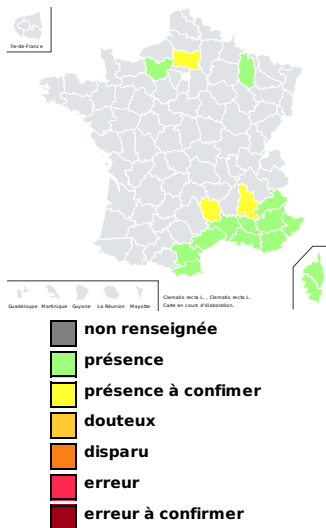 Île-de-France
Guadeloupe Martinique Guyane La Réunion Mayotte
Clematis recta L. , Clematis recta L.
Carte en cours d'élaboration.
non renseignée
présence
présence à confimer
douteux
disparu
erreur
erreur à confirmer